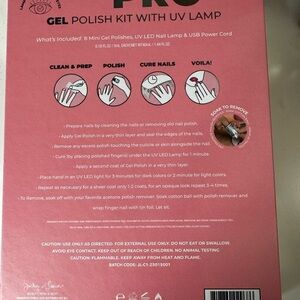 PRO
GEL POLISH KIT WITH UV LAMP
What's Included: 8 Mini Gel Polishes, UV LED Nail Lamp & USB Power Cord
CLEAN & PREP POLISH CURE NAILS VOILA!
SOAK TO REMOVE
- Prepare nails by cleaning the nails or removing old nail polish.
- Apply Gel Polish in a very thin layer and seal the edges of the nails.
- Remove any excess polish touching the cuticle or skin alongside the nail.
- Cure (by placing polished fingers) under the UV LED Lamp for 1 minute.
- Apply a second coat of Gel Polish in a very thin layer.
- Place hand in an UV LED light for 3 minutes for dark colors or 2 minute for light colors.
- Repeat as necessary for a sheer coat only 1-2 coats, for an opaque look repeat 3-4 times.
- To Remove, soak off with your favorite acetone polish remover. Soak cotton ball with polish remover and
wrap finger nail with tin foil. Let sit.
CAUTION: USE ONLY AS DIRECTED. FOR EXTERNAL USE ONLY. DO NOT EAT OR SWALLOW.
AVOID EYE CONTACT. KEEP OUT OF REACH OF CHILDREN. NO ANIMAL TESTING
CAUTION: FLAMMABLE. KEEP AWAY FROM HEAT AND FLAME.